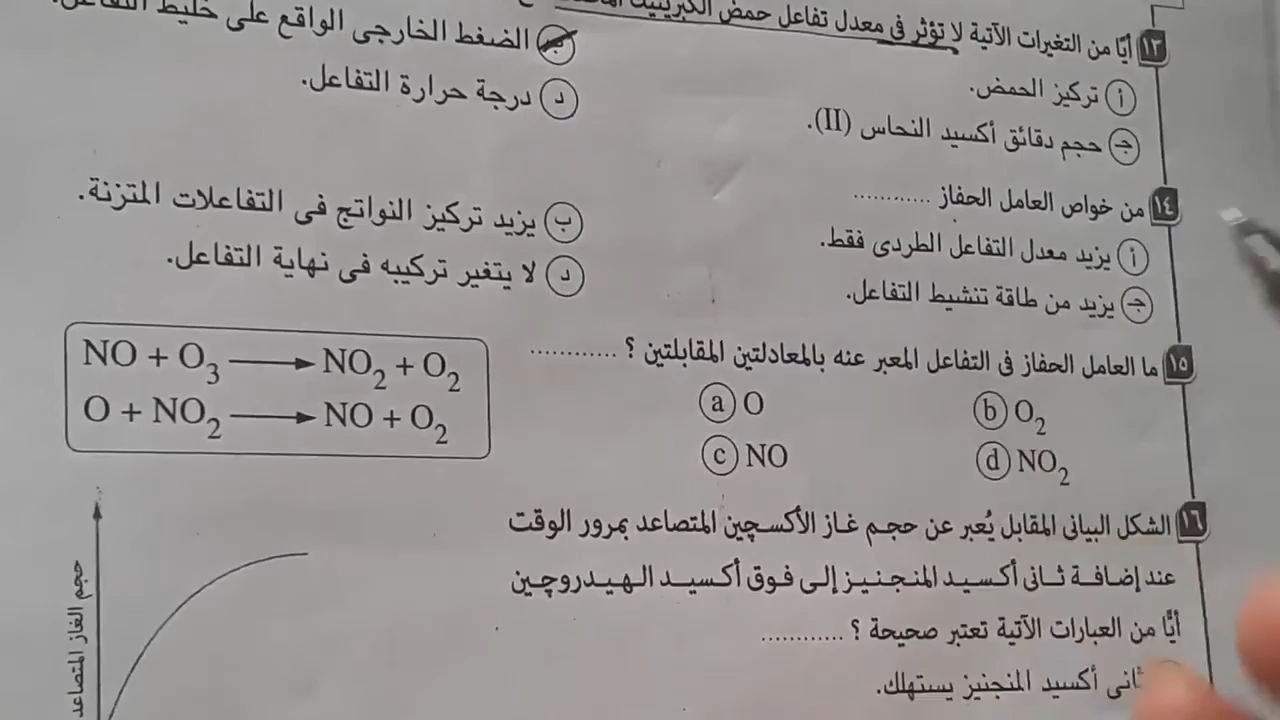 ١٣ أيًا من التغيرات الآتية لا تؤثر فى معدل تفاعل حمض الكبريتيك
أ تركيز الحمض.
ب الضغط الخارجى الواقع على خليط التفاعل.
ج حجم دقائق أكسيد النحاس (II).
د درجة حرارة التفاعل.
١٤ من خواص العامل الحفاز ............
أ يزيد معدل التفاعل الطردى فقط.
ب يزيد تركيز النواتج فى التفاعلات المتزنة.
ج يزيد من طاقة تنشيط التفاعل.
د لا يتغير تركيبه فى نهاية التفاعل.
١٥ ما العامل الحفاز فى التفاعل المعبر عنه بالمعادلتين المقابلتين ؟ ............
NO + O₃ ⟶ NO₂ + O₂
O + NO₂ ⟶ NO + O₂
a O
b O₂
c NO
d NO₂
١٦ الشكل البيانى المقابل يُعبر عن حجم غاز الأكسچين المتصاعد بمرور الوقت
عند إضافة ثانى أكسيد المنجنيز إلى فوق أكسيد الهيدروچين
أيًّا من العبارات الآتية تعتبر صحيحة ؟ ............
ثانى أكسيد المنجنيز يستهلك.
حجم الغاز المتصاعد